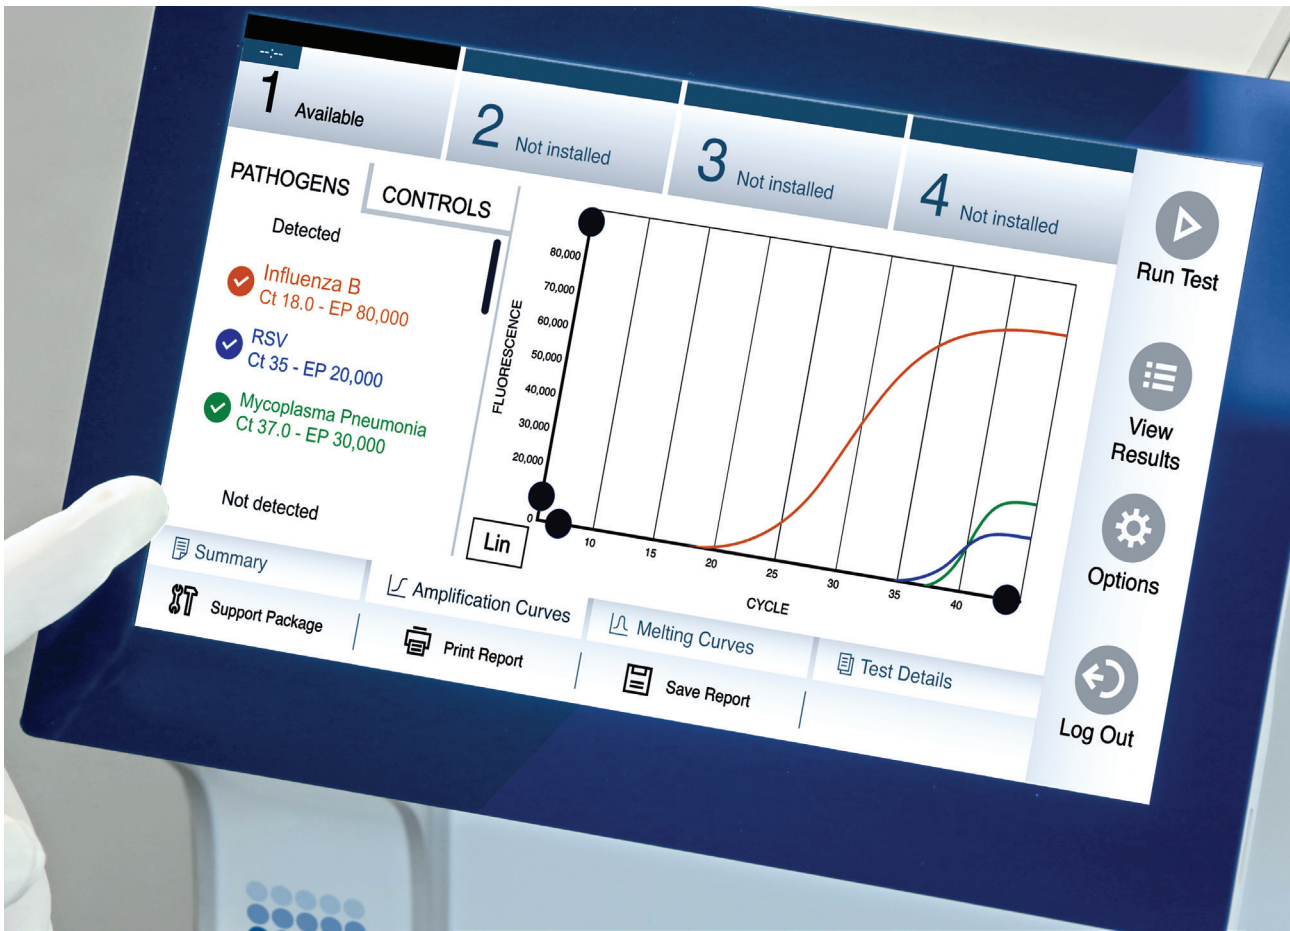 --:--
1 Available
2 Not installed
3 Not installed
4 Not installed
PATHOGENS
CONTROLS
Detected
Influenza B
Ct 18.0 - EP 80,000
RSV
Ct 35 - EP 20,000
Mycoplasma Pneumonia
Ct 37.0 - EP 30,000
Not detected
FLUORESCENCE
80,000
70,000
60,000
50,000
40,000
30,000
20,000
0
Lin
10
15
20
25
30
35
40
CYCLE
Run Test
View
Results
Options
Log Out
Summary
Amplification Curves
Melting Curves
Test Details
Support Package
Print Report
Save Report